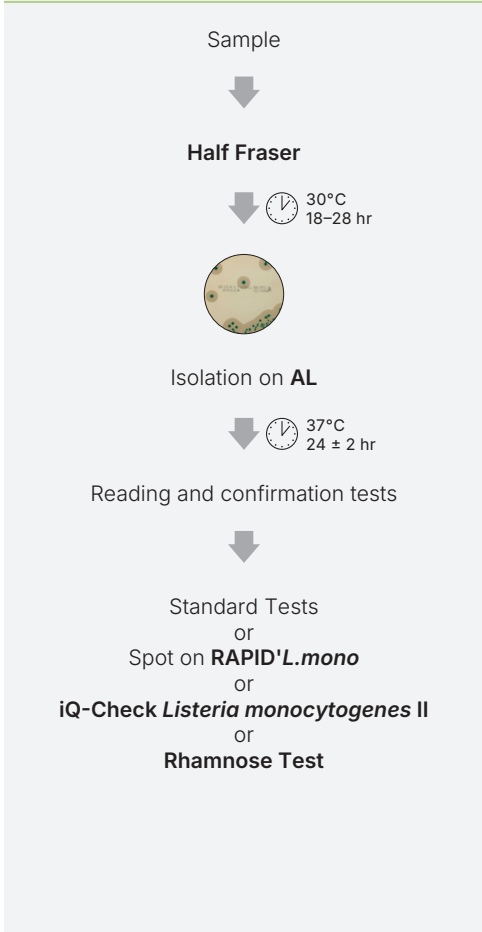 Sample
Half Fraser
30°C
18–28 hr
Isolation on AL
37°C
24 ± 2 hr
Reading and confirmation tests
Standard Tests
or
Spot on RAPID'L.mono
or
iQ-Check Listeria monocytogenes II
or
Rhamnose Test